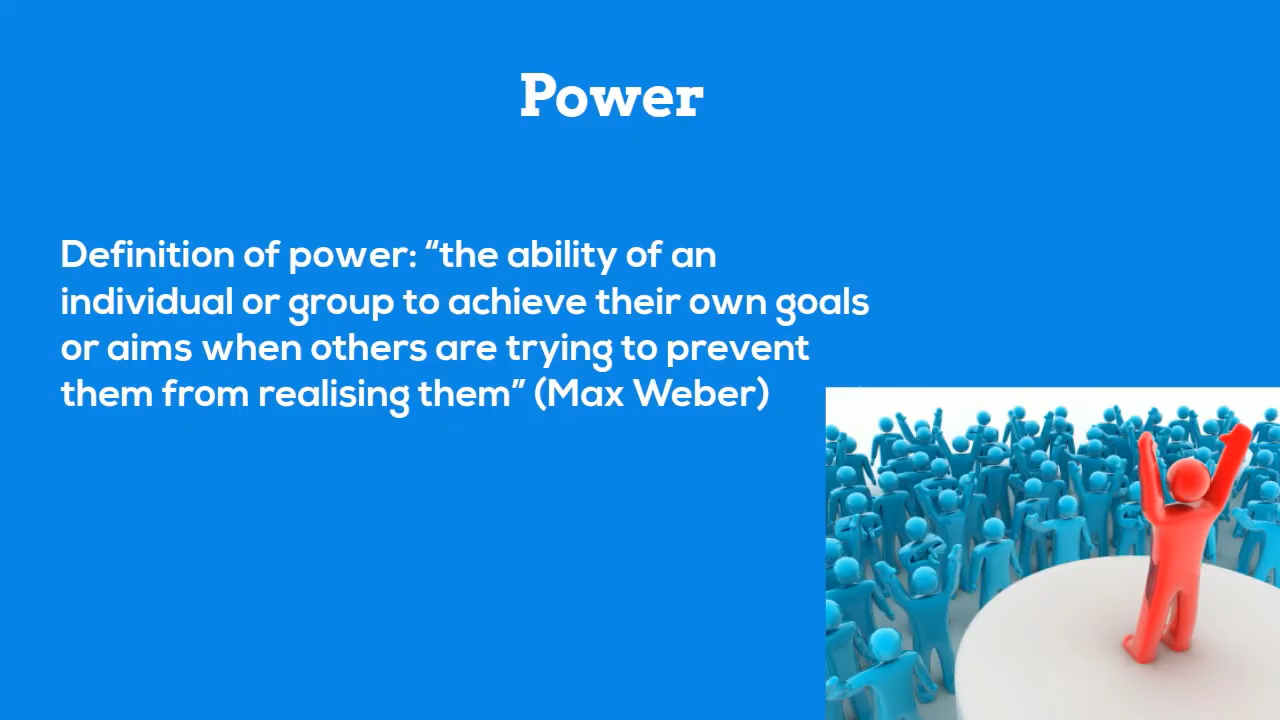 Power
Definition of power: “the ability of an
individual or group to achieve their own goals
or aims when others are trying to prevent
them from realising them” (Max Weber)